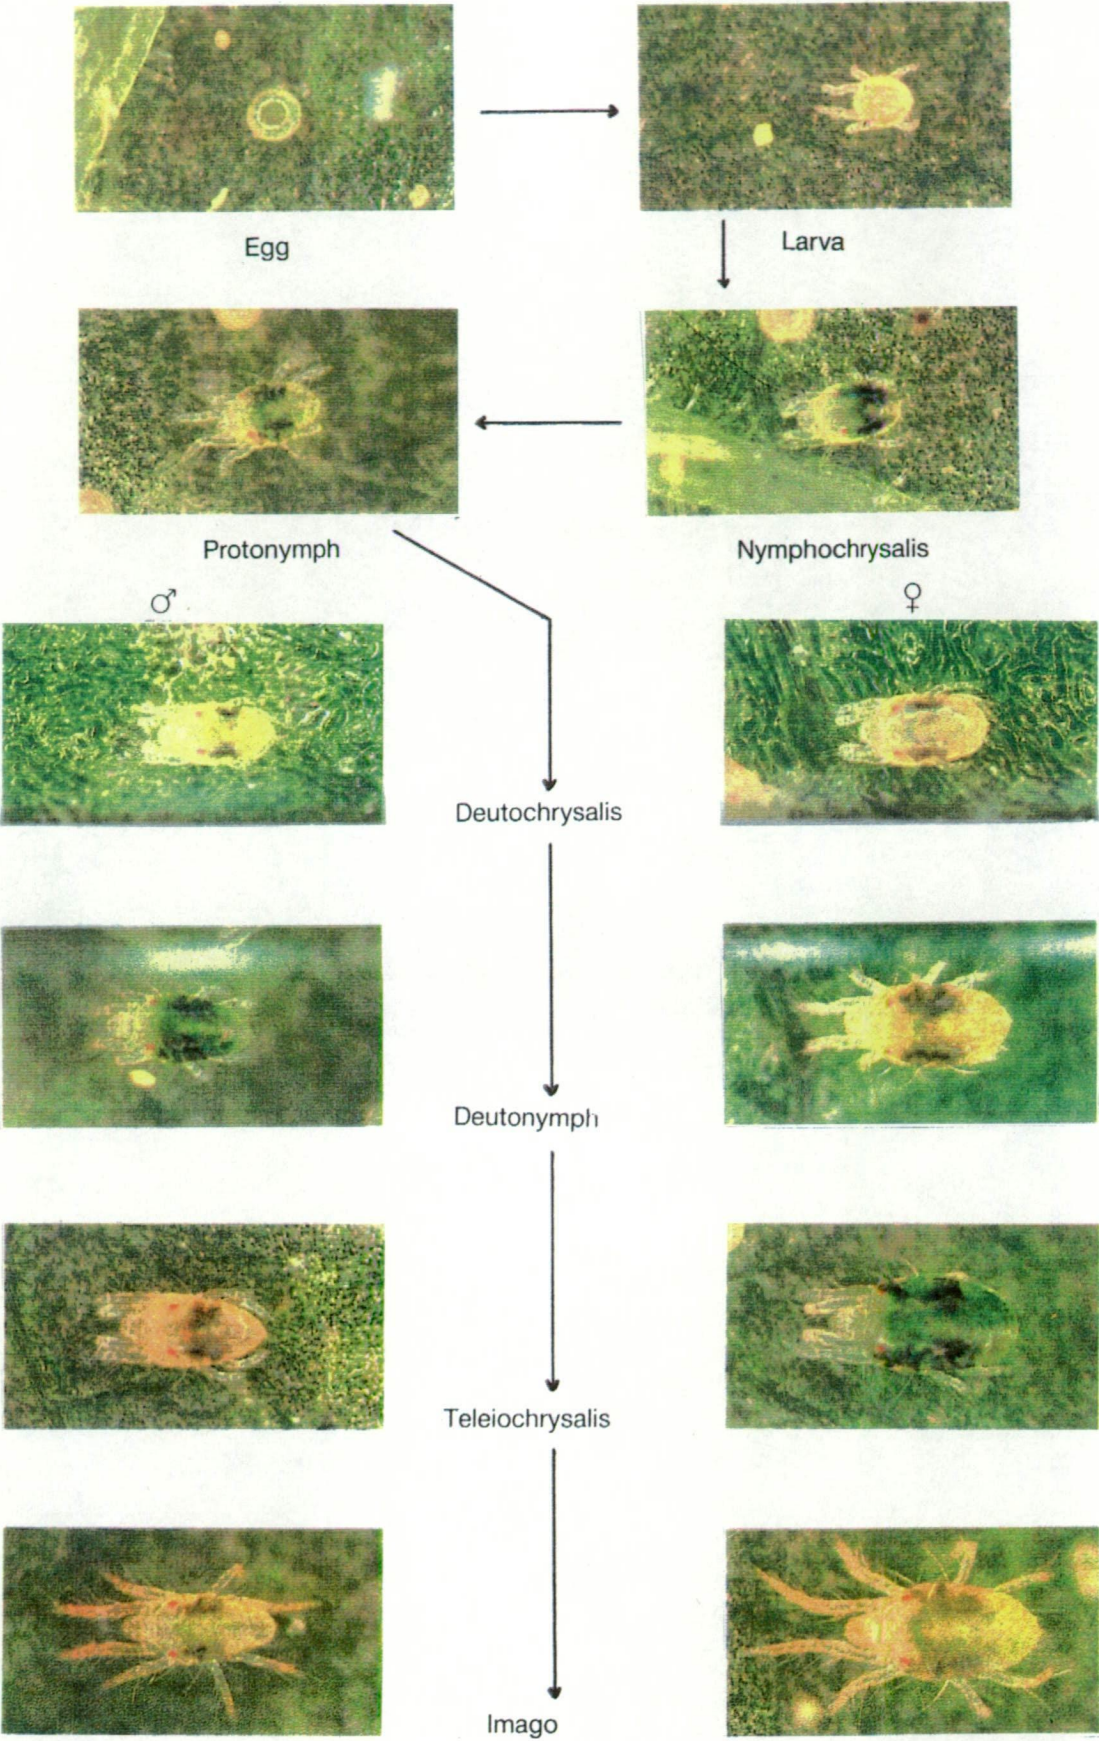 Egg
Larva
Protonymph
Nymphochrysalis
♂
♀
Deutochrysalis
Deutonymph
Teleiochrysalis
Imago